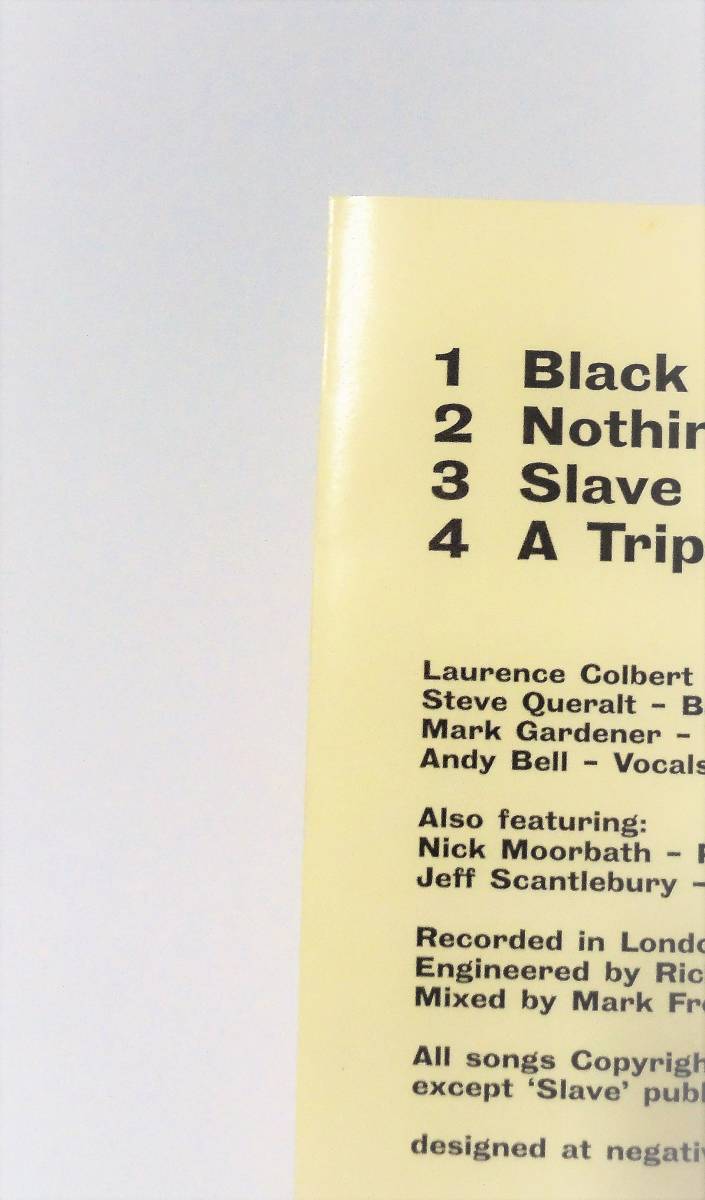 1 Black
2 Nothin
3 Slave
4 A Trip
Laurence Colbert
Steve Queralt – B
Mark Gardener –
Andy Bell – Vocals
Also featuring:
Nick Moorbath – P
Jeff Scantlebury –
Recorded in Londo
Engineered by Ric
Mixed by Mark Fre
All songs Copyrigh
except ‘Slave’ publ
designed at negativ